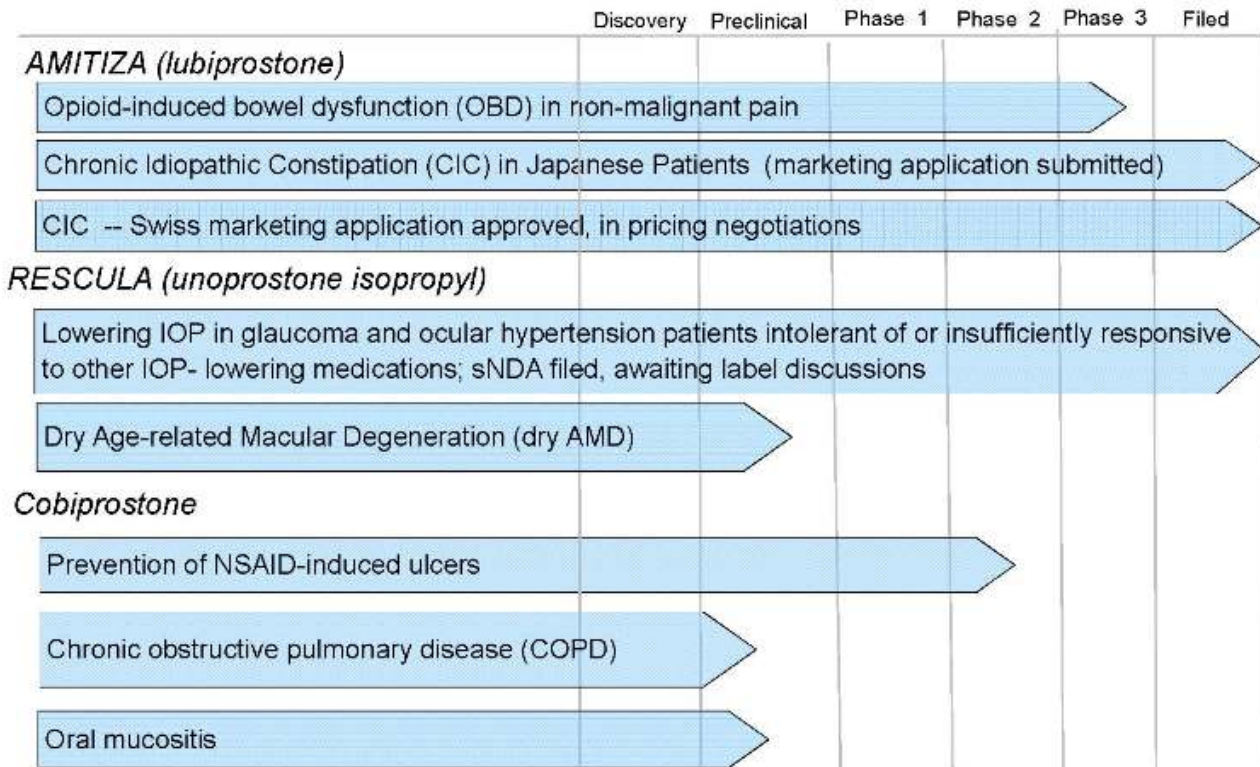 Discovery Preclinical Phase 1 Phase 2 Phase 3 Filed
AMITIZA (lubiprostone)
Opioid-induced bowel dysfunction (OBD) in non-malignant pain
Chronic Idiopathic Constipation (CIC) in Japanese Patients (marketing application submitted)
CIC -- Swiss marketing application approved, in pricing negotiations
RESCULA (unoprostone isopropyl)
Lowering IOP in glaucoma and ocular hypertension patients intolerant of or insufficiently responsive
to other IOP- lowering medications; sNDA filed, awaiting label discussions
Dry Age-related Macular Degeneration (dry AMD)
Cobiprostone
Prevention of NSAID-induced ulcers
Chronic obstructive pulmonary disease (COPD)
Oral mucositis